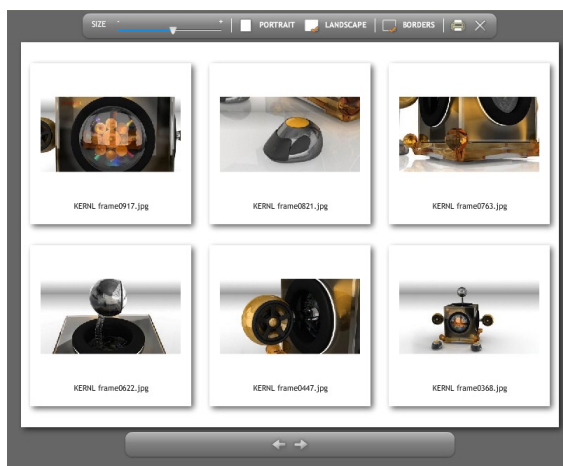 SIZE - + PORTRAIT LANDSCAPE BORDERS
KERNL frame0917.jpg KERNL frame0821.jpg KERNL frame0763.jpg
KERNL frame0622.jpg KERNL frame0447.jpg KERNL frame0368.jpg